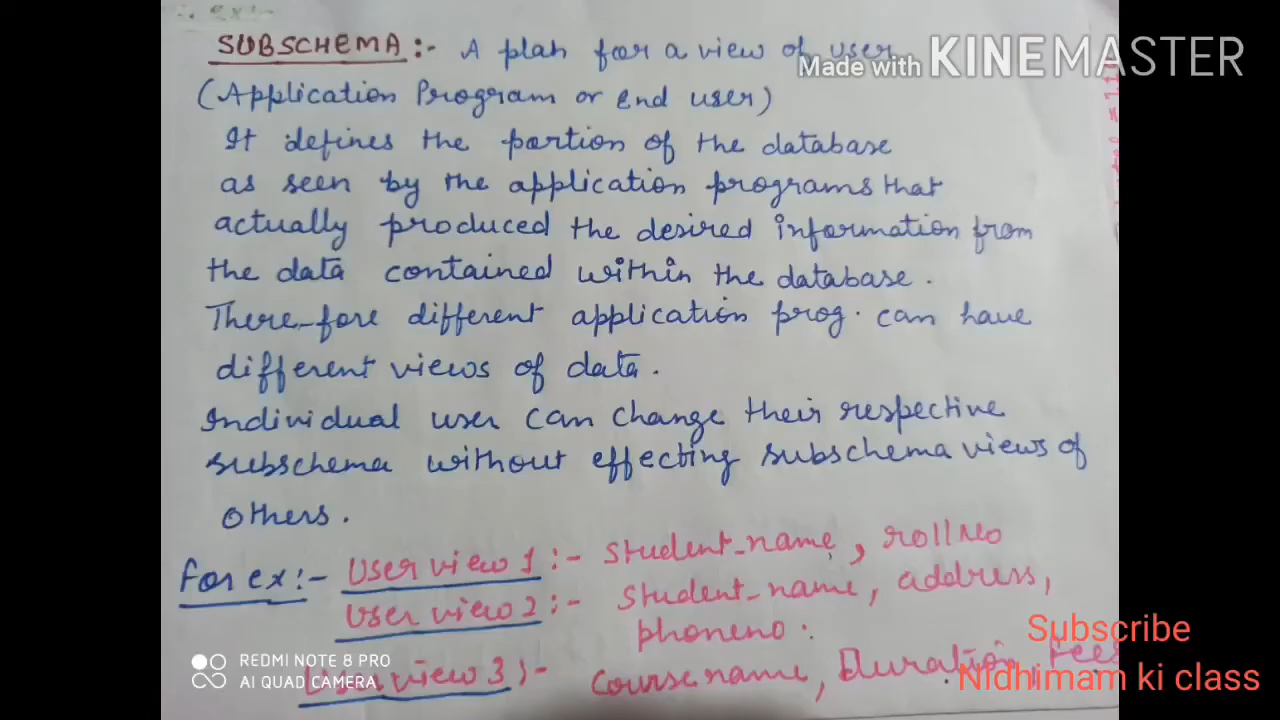 SUBSCHEMA :- A plan for a view of user
Made with KINEMASTER
(Application Program or end user)
It defines the portion of the database
as seen by the application programs that
actually produced the desired information from
the data contained within the database.
There-fore different application prog. can have
different views of data.
Individual user can change their respective
subschema without effecting subschema views of
others.
For ex:- User view 1 :- Student_name, rollno
User view 2 :- Student_name, address,
phoneno.
Subscribe
User view 3 :- Course name, Duration, Fees
REDMI NOTE 8 PRO
AI QUAD CAMERA
Nidhimam ki class